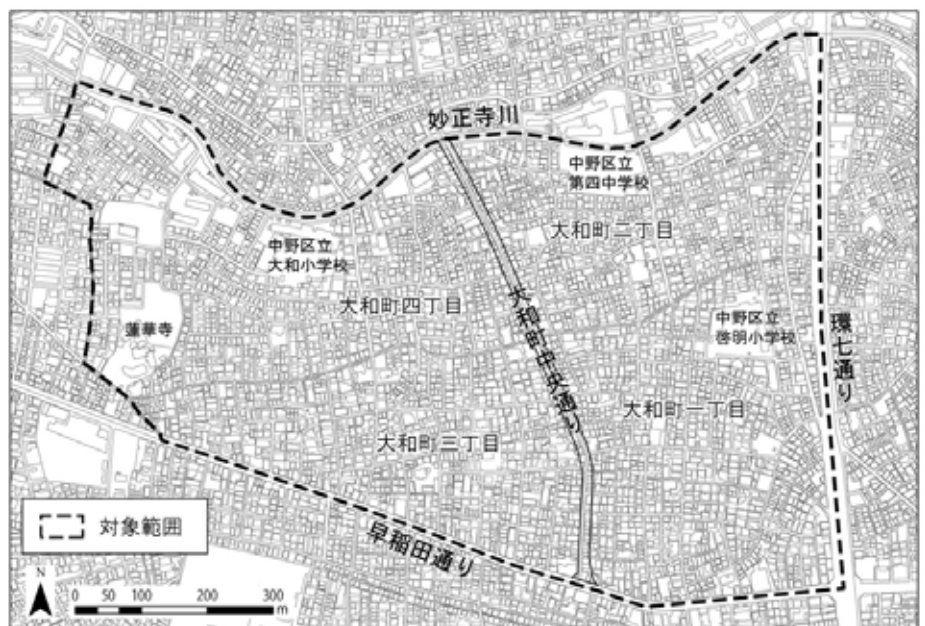 妙正寺川
中野区立
第四中学校
大和町二丁目
中野区立
大和小学校
大和町四丁目
大和町中央通り
中野区立
啓明小学校
環七通り
蓮華寺
大和町一丁目
大和町三丁目
早稲田通り
対象範囲
N
0 50 100 200 300
m